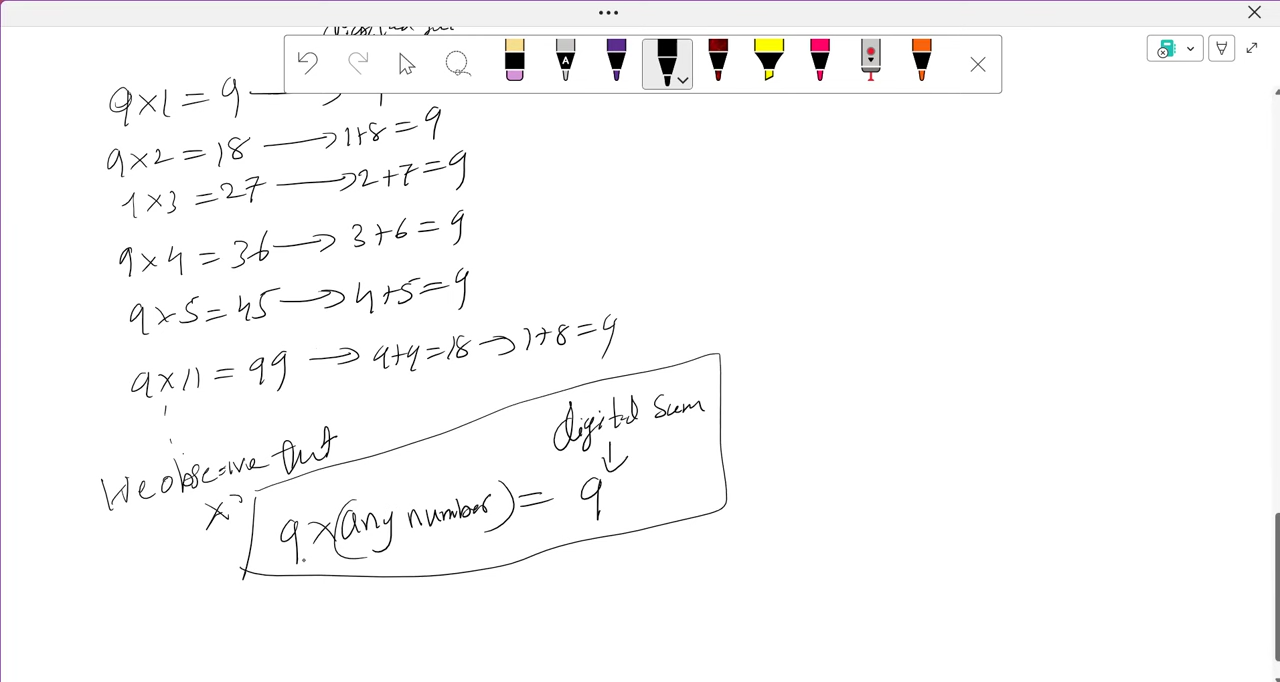 9×1 = 9
9×2 = 18 → 1+8 = 9
1×3 = 27 → 2+7 = 9
9×4 = 36 → 3+6 = 9
9×5 = 45 → 4+5 = 9
9×11 = 99 → 9+9=18 → 1+8 = 9
We observe that
digital sum
↓
9×(any number) = 9